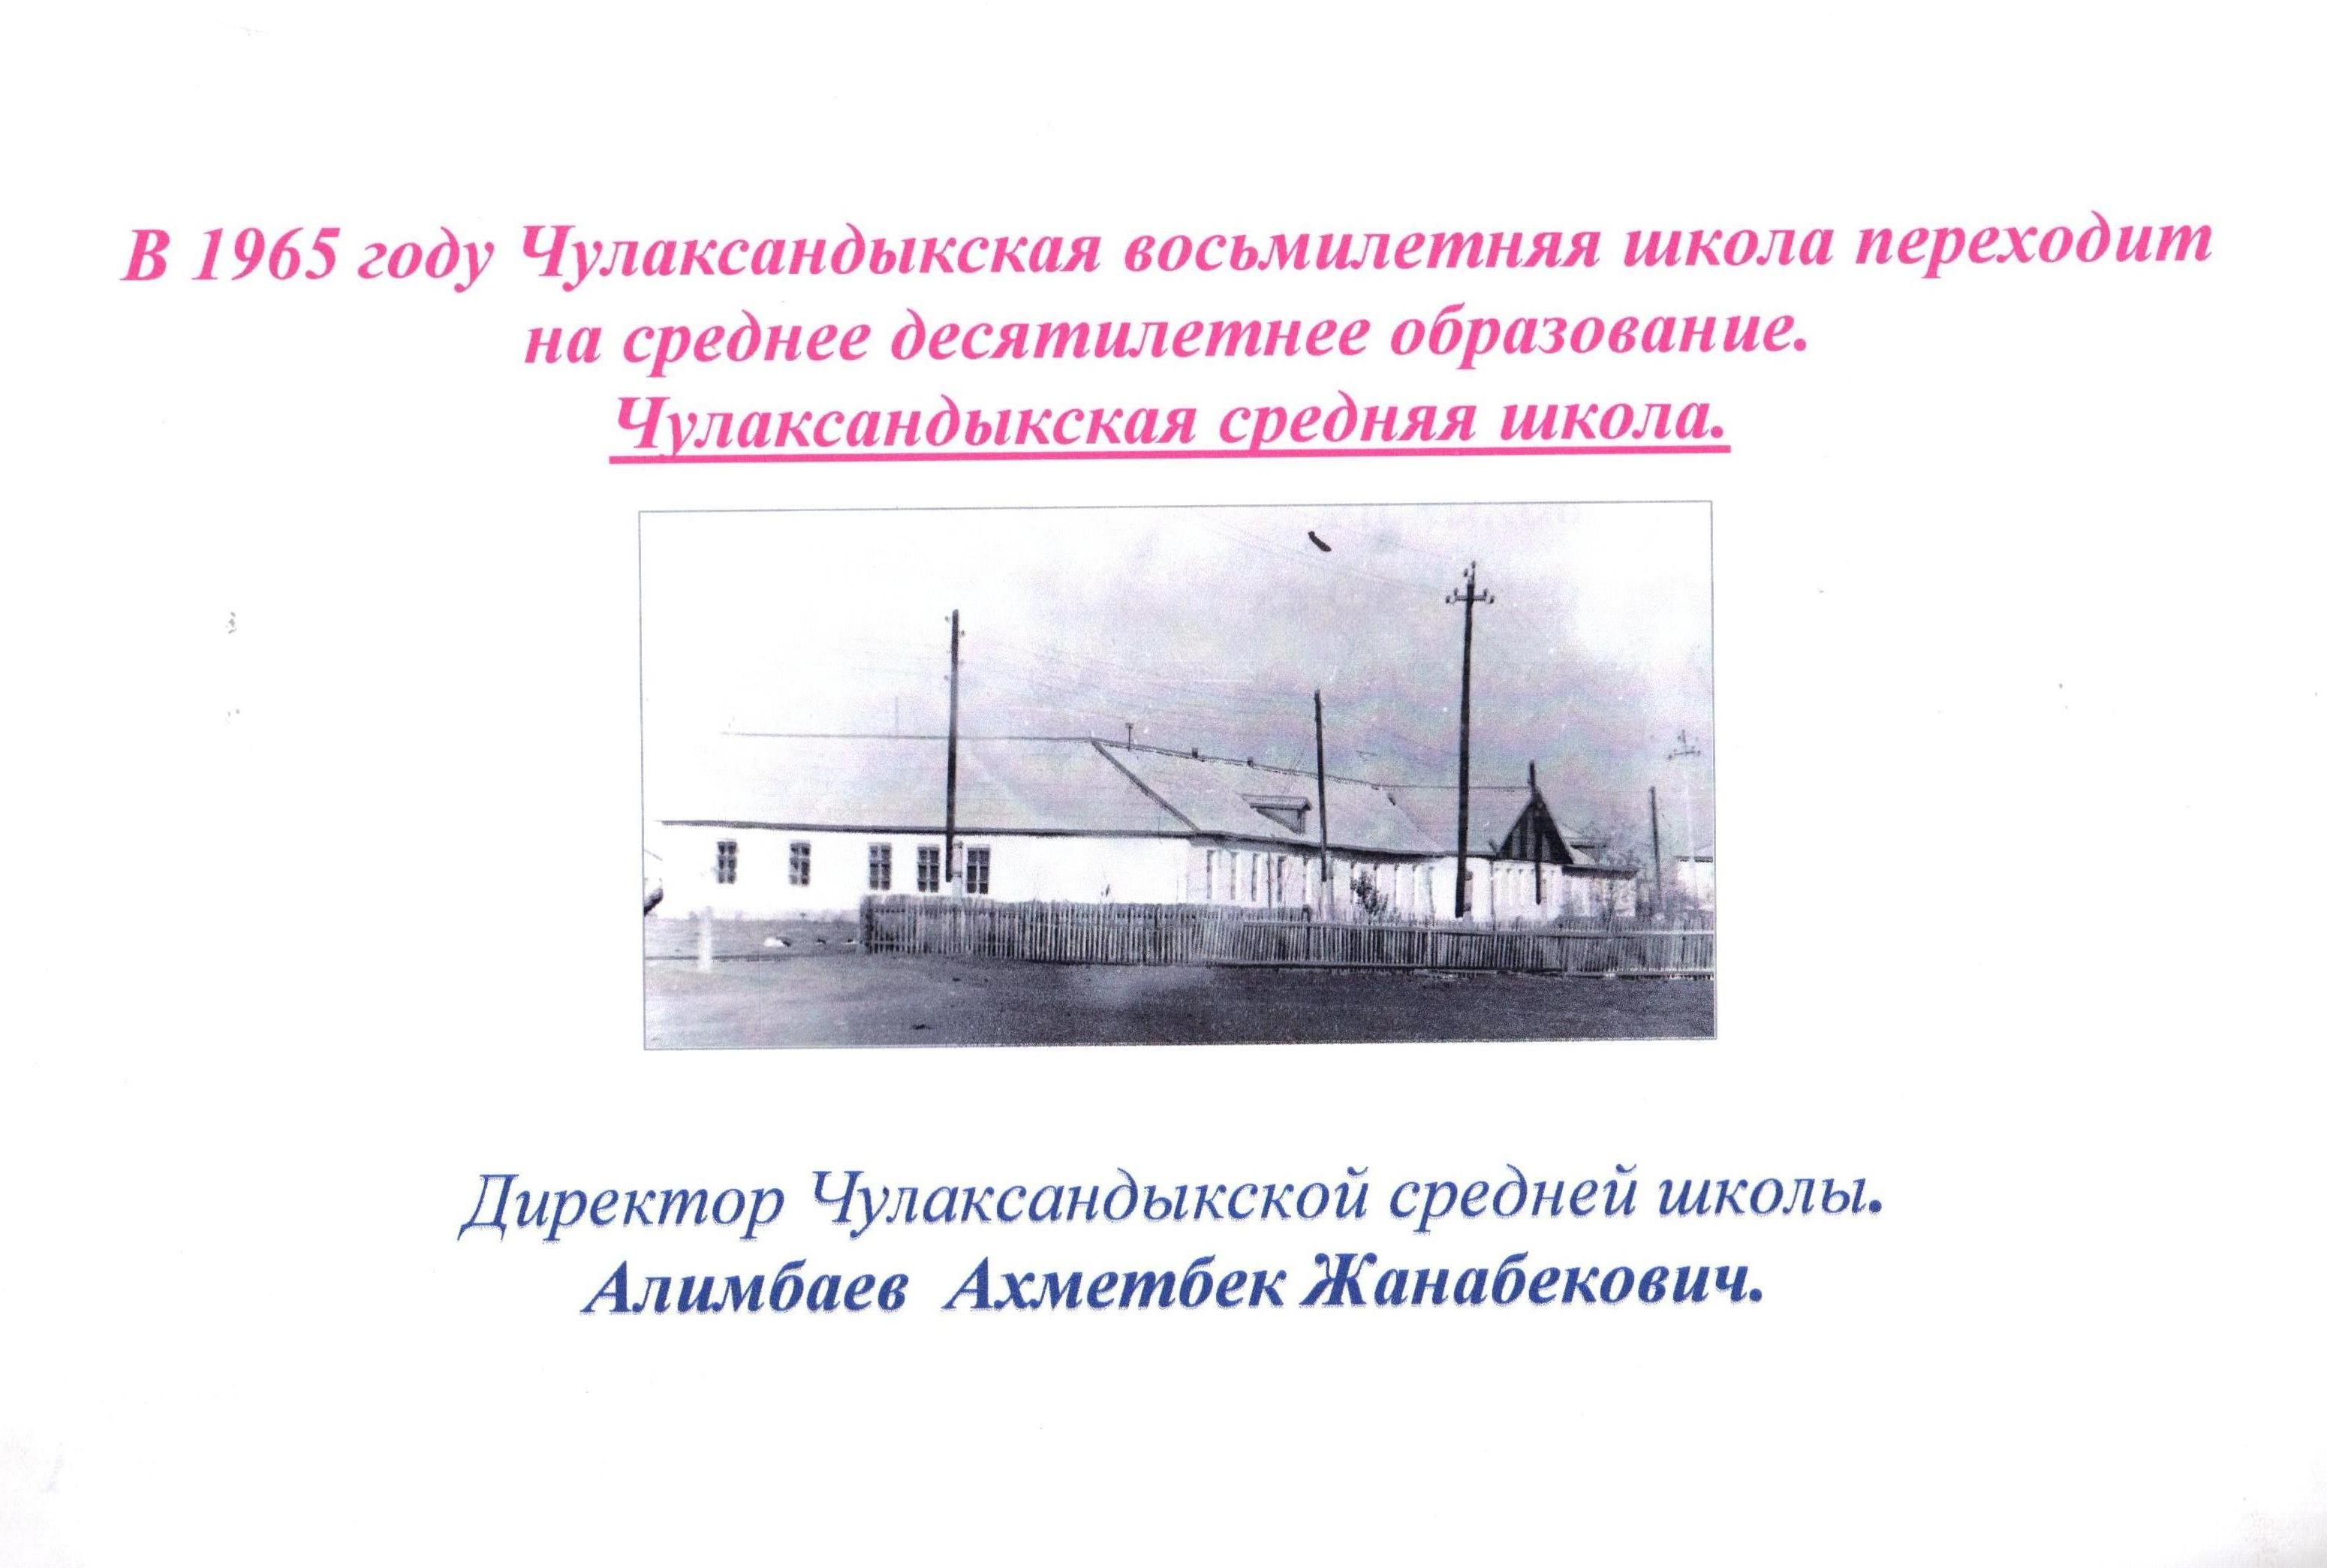 В 1965 году Чулаксандыкская восьмилетняя школа переходит
на среднее десятилетнее образование.
Чулаксандыкская средняя школа.
Директор Чулаксандыкской средней школы.
Алимбаев Ахметбек Жанабекович.